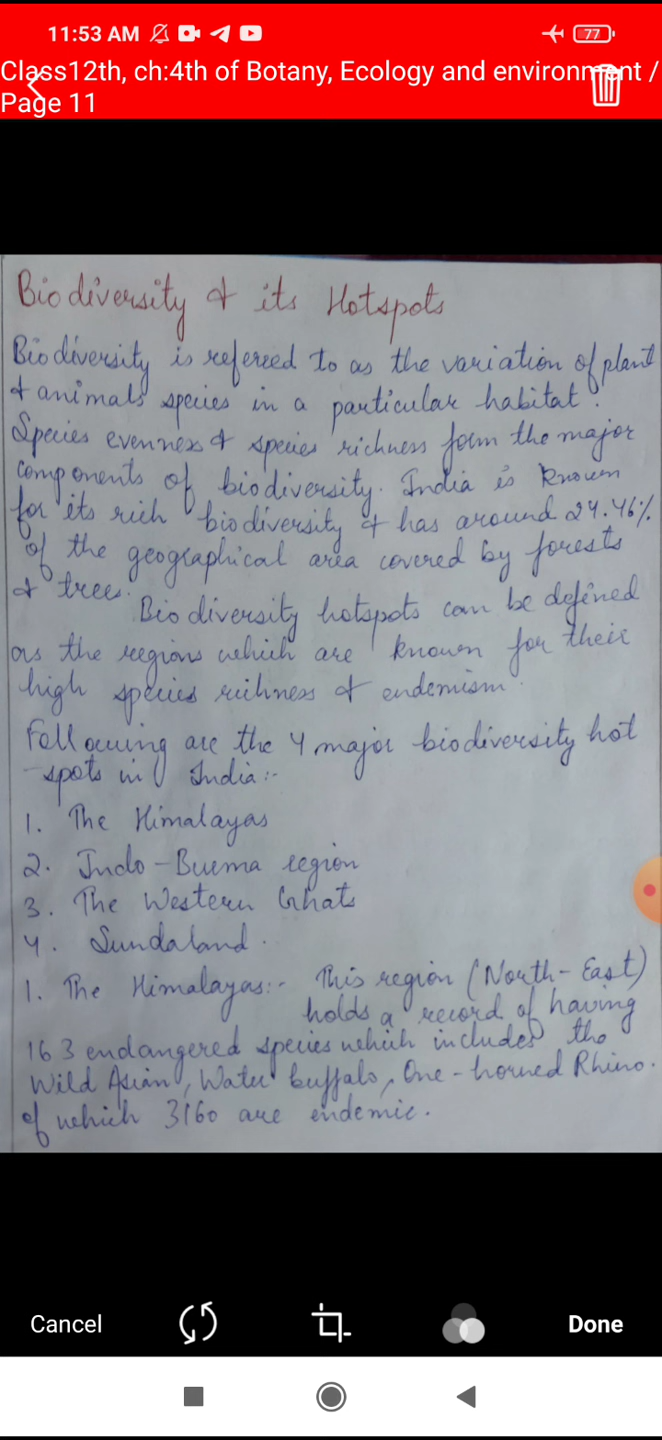 11:53 AM
77
Class12th, ch:4th of Botany, Ecology and environment /
Page 11
Biodiversity & its Hotspots
Biodiversity is refereed to as the variation of plant
& animals species in a particular habitat.
Species evenness & species richness form the major
components of biodiversity. India is known
for its rich biodiversity & has around 24.46%
of the geographical area covered by forests
& trees.
Biodiversity hotspots can be defined
as the regions which are known for their
high species richness & endemism.
Following are the 4 major biodiversity hot
-spots in India:-
1. The Himalayas
2. Indo-Burma region
3. The Western Ghats
4. Sundaland.
1. The Himalayas:- This region (North-East)
holds a record of having
163 endangered species which includes the
Wild Asian, Water buffalo, One-horned Rhino.
of which 3160 are endemic.
Cancel
Done